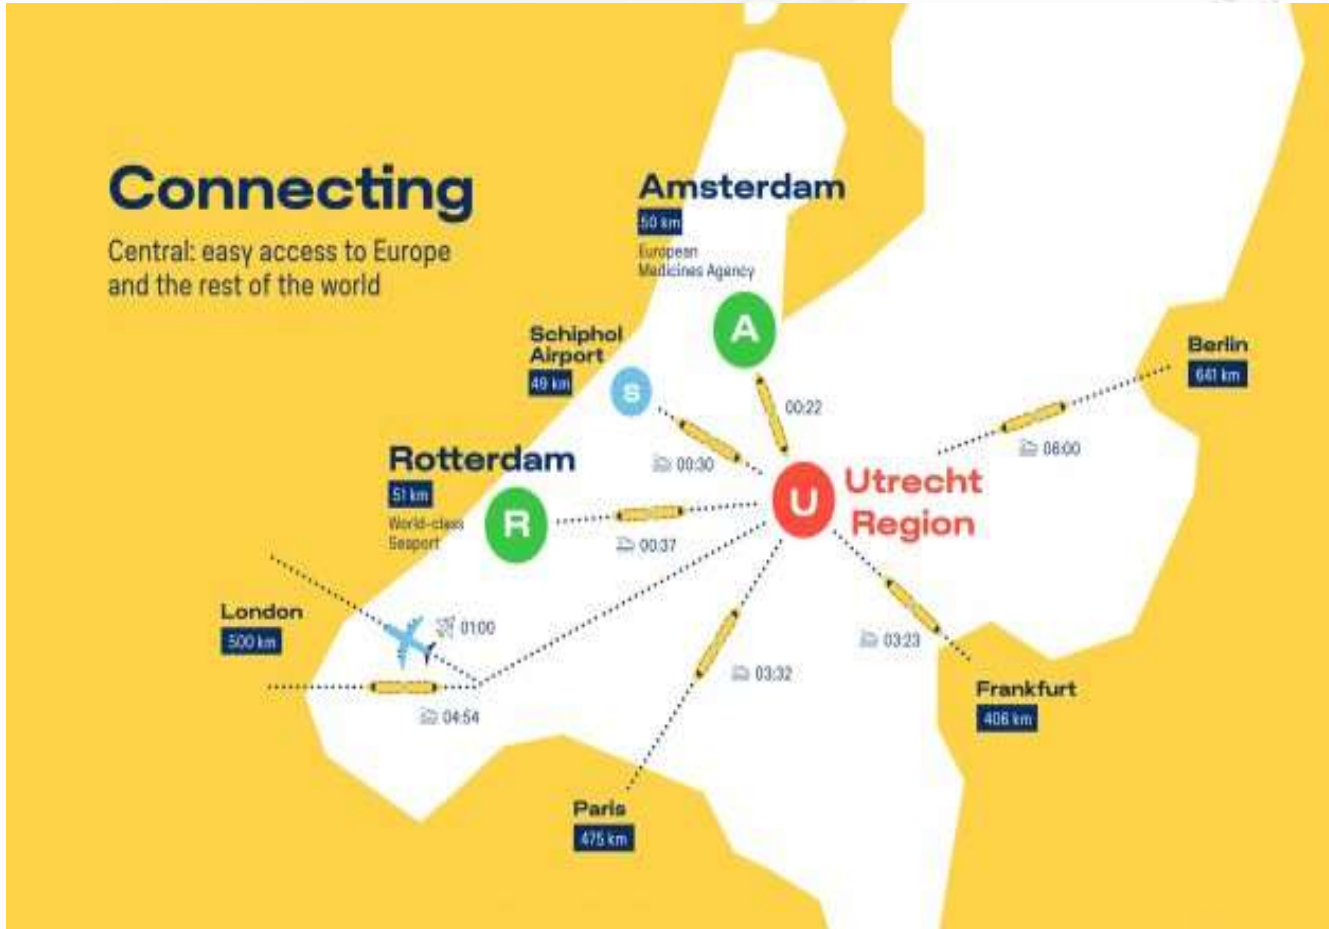 Connecting
Central: easy access to Europe
and the rest of the world
Amsterdam
50 km
European
Medicines Agency
A
Schiphol
Airport
49 km
S
00:22
00:30
Berlin
641 km
06:00
Rotterdam
51 km
World-class
Seaport
R
00:37
U
Utrecht
Region
London
500 km
01:00
04:54
03:32
03:23
Frankfurt
406 km
Paris
475 km